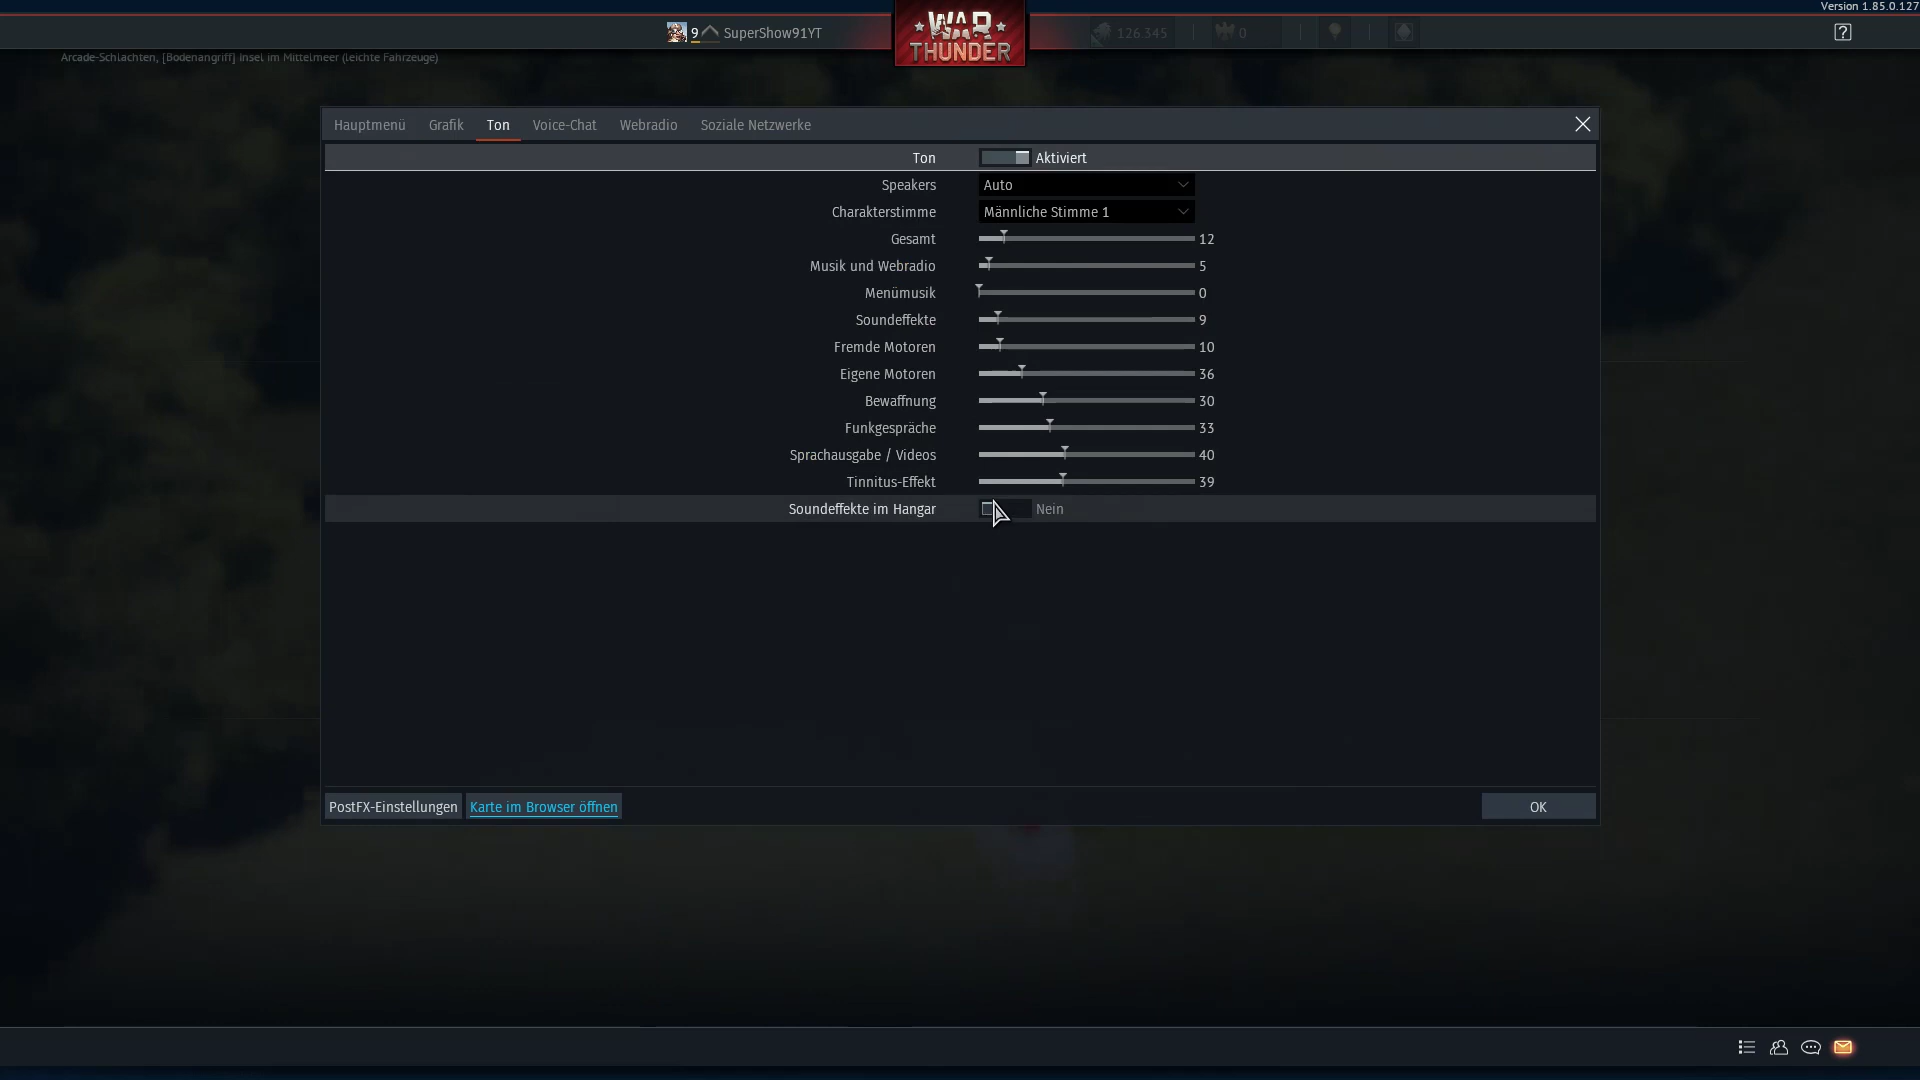 Version 1.85.0.127
9 SuperShow91YT
WAR THUNDER
126.345
0
Arcade-Schlachten, [Bodenangriff] Insel im Mittelmeer (leichte Fahrzeuge)
Hauptmenü Grafik Ton Voice-Chat Webradio Soziale Netzwerke
Ton Aktiviert
Speakers Auto
Charakterstimme Männliche Stimme 1
Gesamt 12
Musik und Webradio 5
Menümusik 0
Soundeffekte 9
Fremde Motoren 10
Eigene Motoren 36
Bewaffnung 30
Funkgespräche 33
Sprachausgabe / Videos 40
Tinnitus-Effekt 39
Soundeffekte im Hangar Nein
PostFX-Einstellungen Karte im Browser öffnen OK